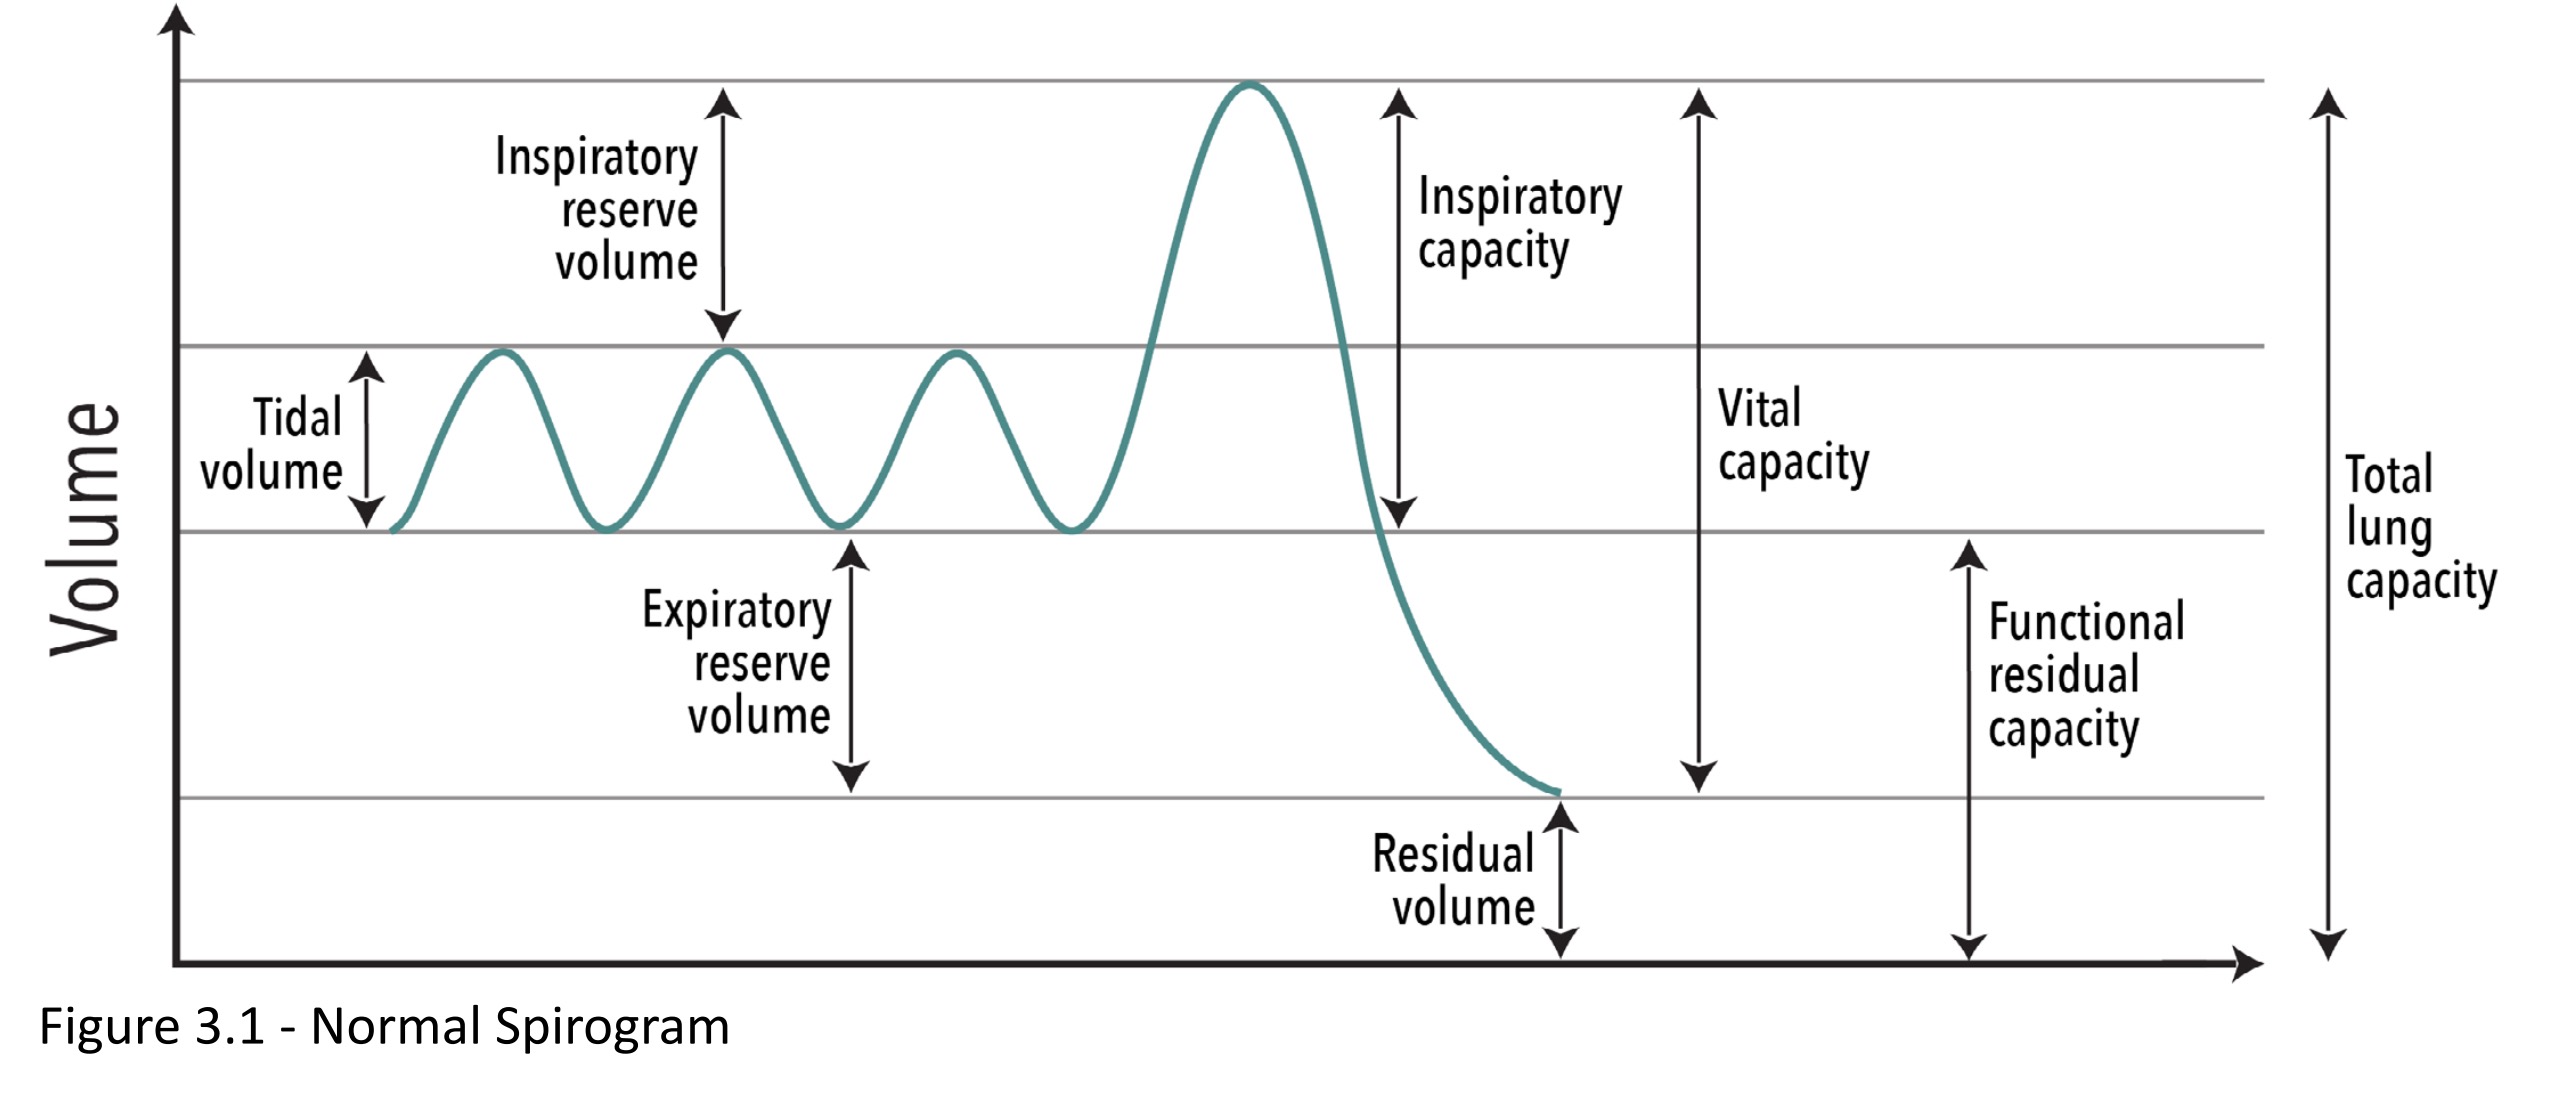 Volume
Inspiratory
reserve
volume
Tidal
volume
Expiratory
reserve
volume
Inspiratory
capacity
Vital
capacity
Residual
volume
Functional
residual
capacity
Total
lung
capacity
Figure 3.1 - Normal Spirogram